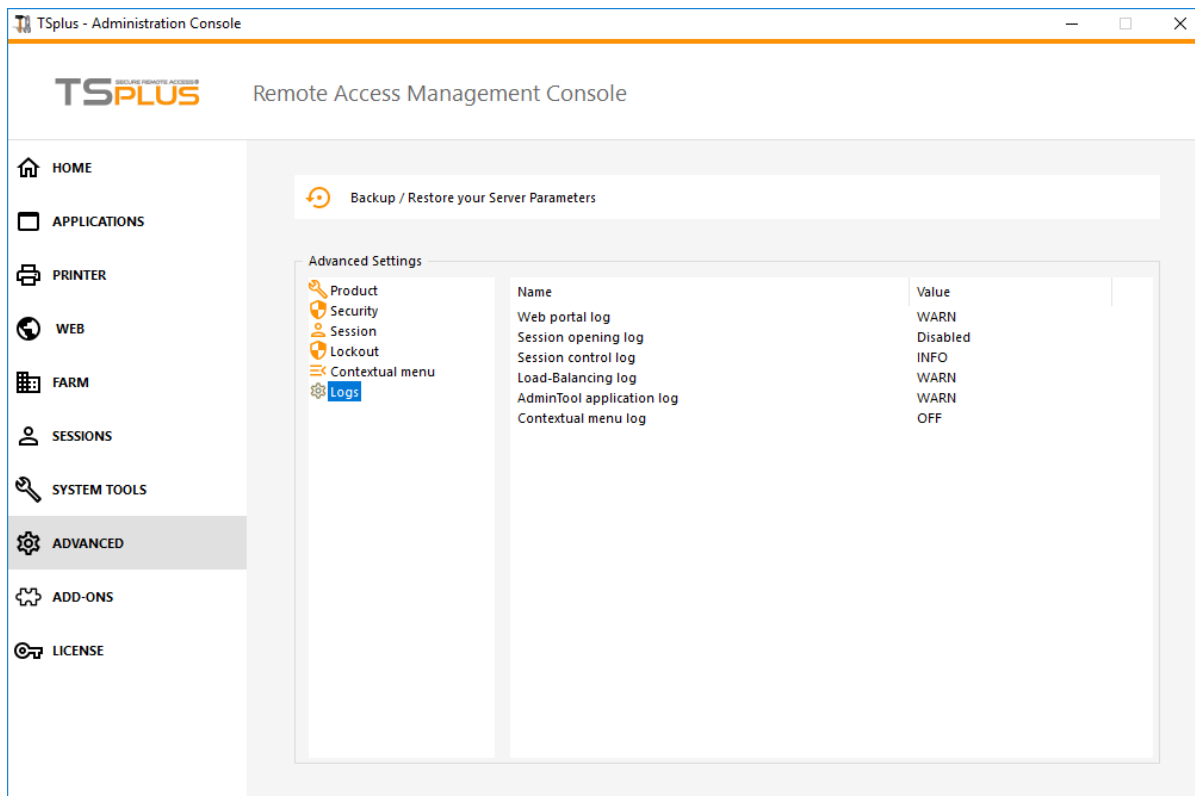 TSplus - Administration Console
TSPLUS SECURE REMOTE ACCESS®
Remote Access Management Console
HOME
APPLICATIONS
PRINTER
WEB
FARM
SESSIONS
SYSTEM TOOLS
ADVANCED
ADD-ONS
LICENSE
Backup / Restore your Server Parameters
Advanced Settings
Product
Security
Session
Lockout
Contextual menu
Logs
Name Value
Web portal log WARN
Session opening log Disabled
Session control log INFO
Load-Balancing log WARN
AdminTool application log WARN
Contextual menu log OFF